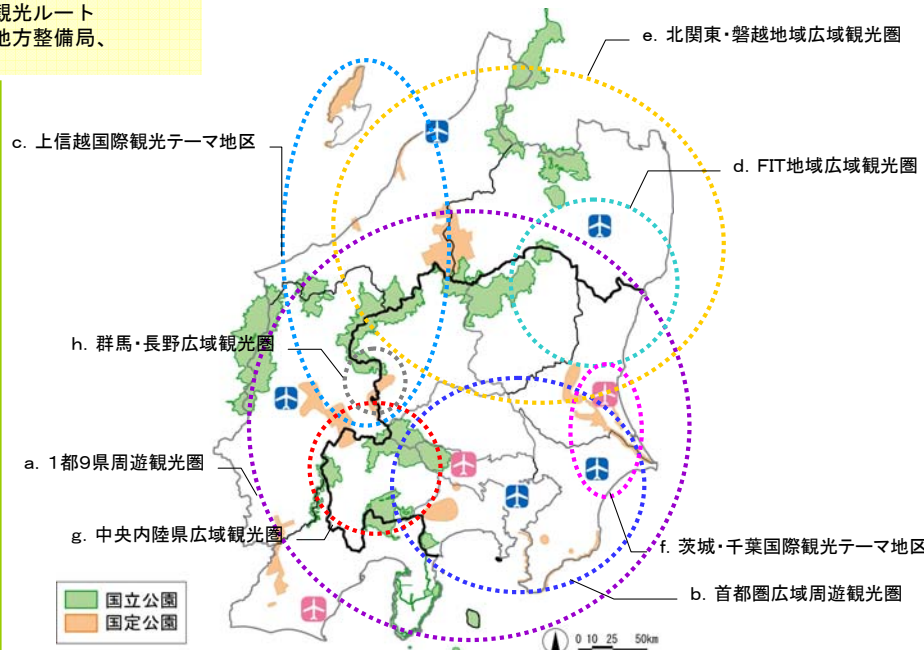 観光ルート
地方整備局、
e. 北関東・磐越地域広域観光圏
c. 上信越国際観光テーマ地区
d. FIT地域広域観光圏
h. 群馬・長野広域観光圏
a. 1都9県周遊観光圏
g. 中央内陸県広域観光圏
f. 茨城・千葉国際観光テーマ地区
b. 首都圏広域周遊観光圏
国立公園
国定公園
0 10 25 50km